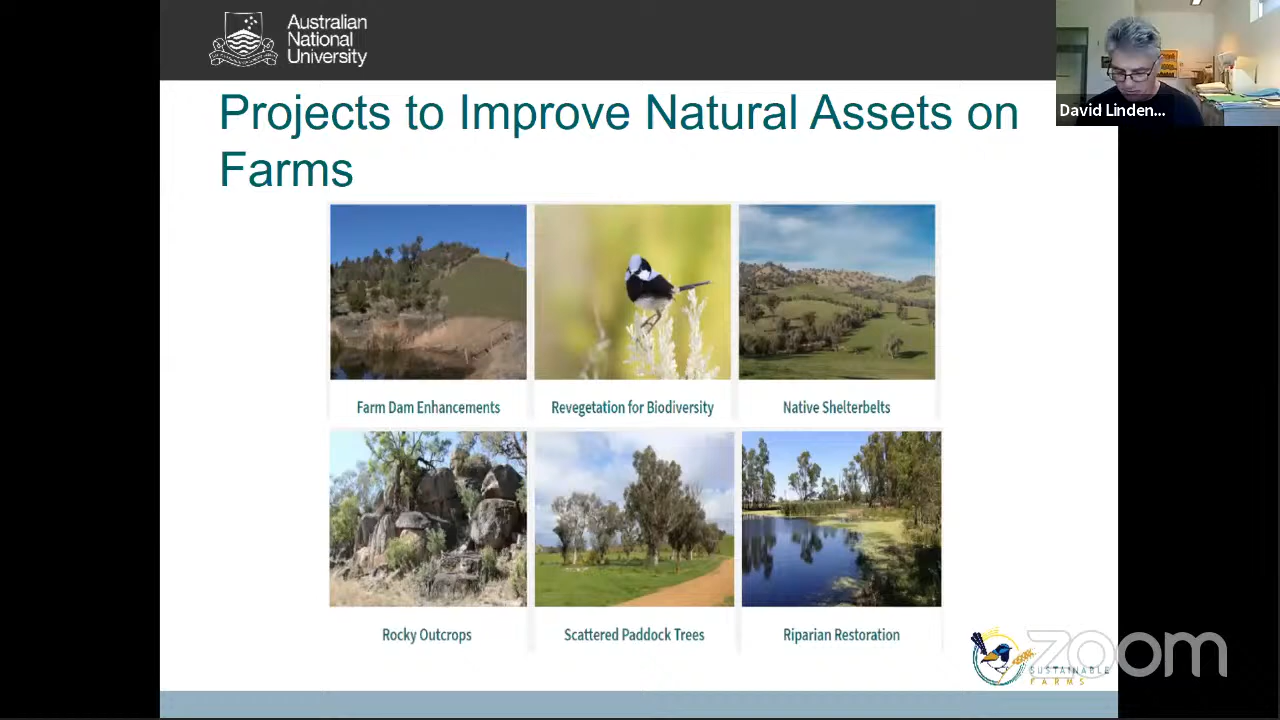 Australian
National
University
David Linden...
Projects to Improve Natural Assets on
Farms
Farm Dam Enhancements
Revegetation for Biodiversity
Native Shelterbelts
Rocky Outcrops
Scattered Paddock Trees
Riparian Restoration
zoom
SUSTAINABLE
FARMS